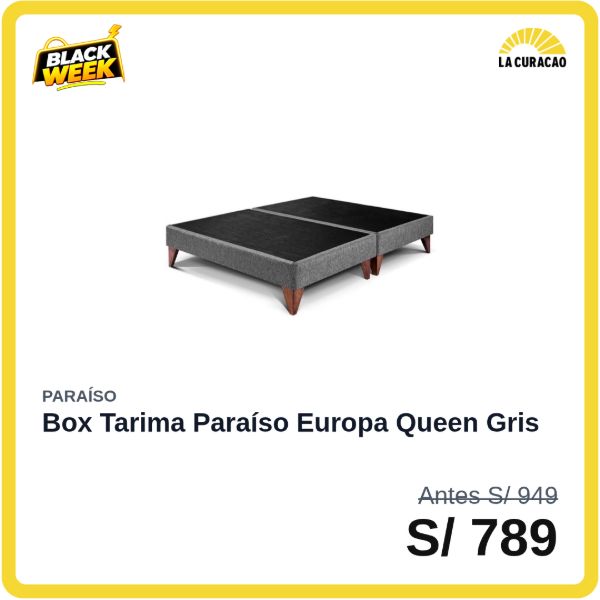 BLACK
WEEK
LA CURACAO
PARAÍSO
Box Tarima Paraíso Europa Queen Gris
Antes S/ 949
S/ 789